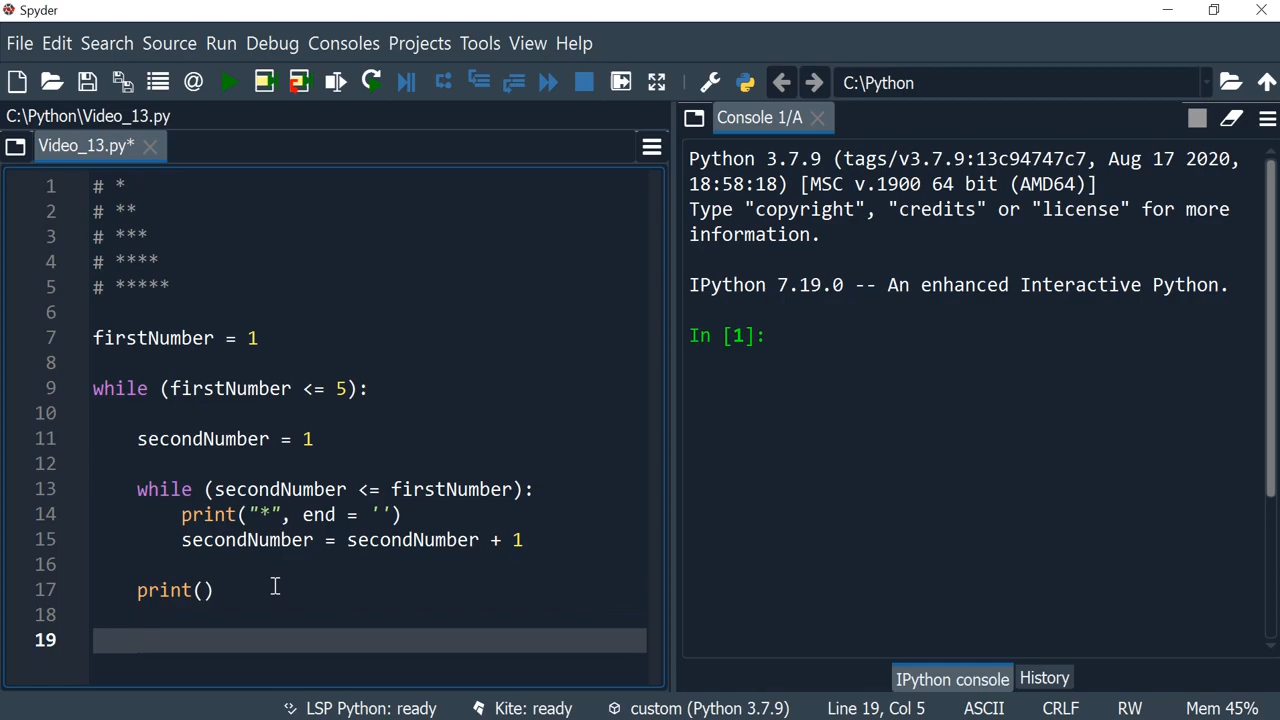 Spyder
File Edit Search Source Run Debug Consoles Projects Tools View Help
C:\Python
C:\Python\Video_13.py
Video_13.py*
1 # *
2 # **
3 # ***
4 # ****
5 # *****
6
7 firstNumber = 1
8
9 while (firstNumber <= 5):
10
11     secondNumber = 1
12
13     while (secondNumber <= firstNumber):
14         print("*", end = '')
15         secondNumber = secondNumber + 1
16
17     print()
18
19
Console 1/A
Python 3.7.9 (tags/v3.7.9:13c94747c7, Aug 17 2020,
18:58:18) [MSC v.1900 64 bit (AMD64)]
Type "copyright", "credits" or "license" for more
information.
IPython 7.19.0 -- An enhanced Interactive Python.
In [1]:
IPython console History
LSP Python: ready Kite: ready custom (Python 3.7.9) Line 19, Col 5 ASCII CRLF RW Mem 45%